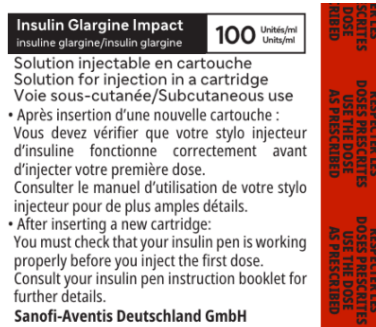 Insulin Glargine Impact
insuline glargine/insulin glargine
100 Unités/ml
Units/ml
Solution injectable en cartouche
Solution for injection in a cartridge
Voie sous-cutanée/Subcutaneous use
• Après insertion d'une nouvelle cartouche :
Vous devez vérifier que votre stylo injecteur
d'insuline fonctionne correctement avant
d'injecter votre première dose.
Consulter le manuel d'utilisation de votre stylo
injecteur pour de plus amples détails.
• After inserting a new cartridge:
You must check that your insulin pen is working
properly before you inject the first dose.
Consult your insulin pen instruction booklet for
further details.
Sanofi-Aventis Deutschland GmbH
DOSE
RESPECTER LES
DOSES PRESCRITES
USE THE DOSE
AS PRESCRIBED
DOSES PRESCRITES
USE THE DOSE
AS PRESCRIBED